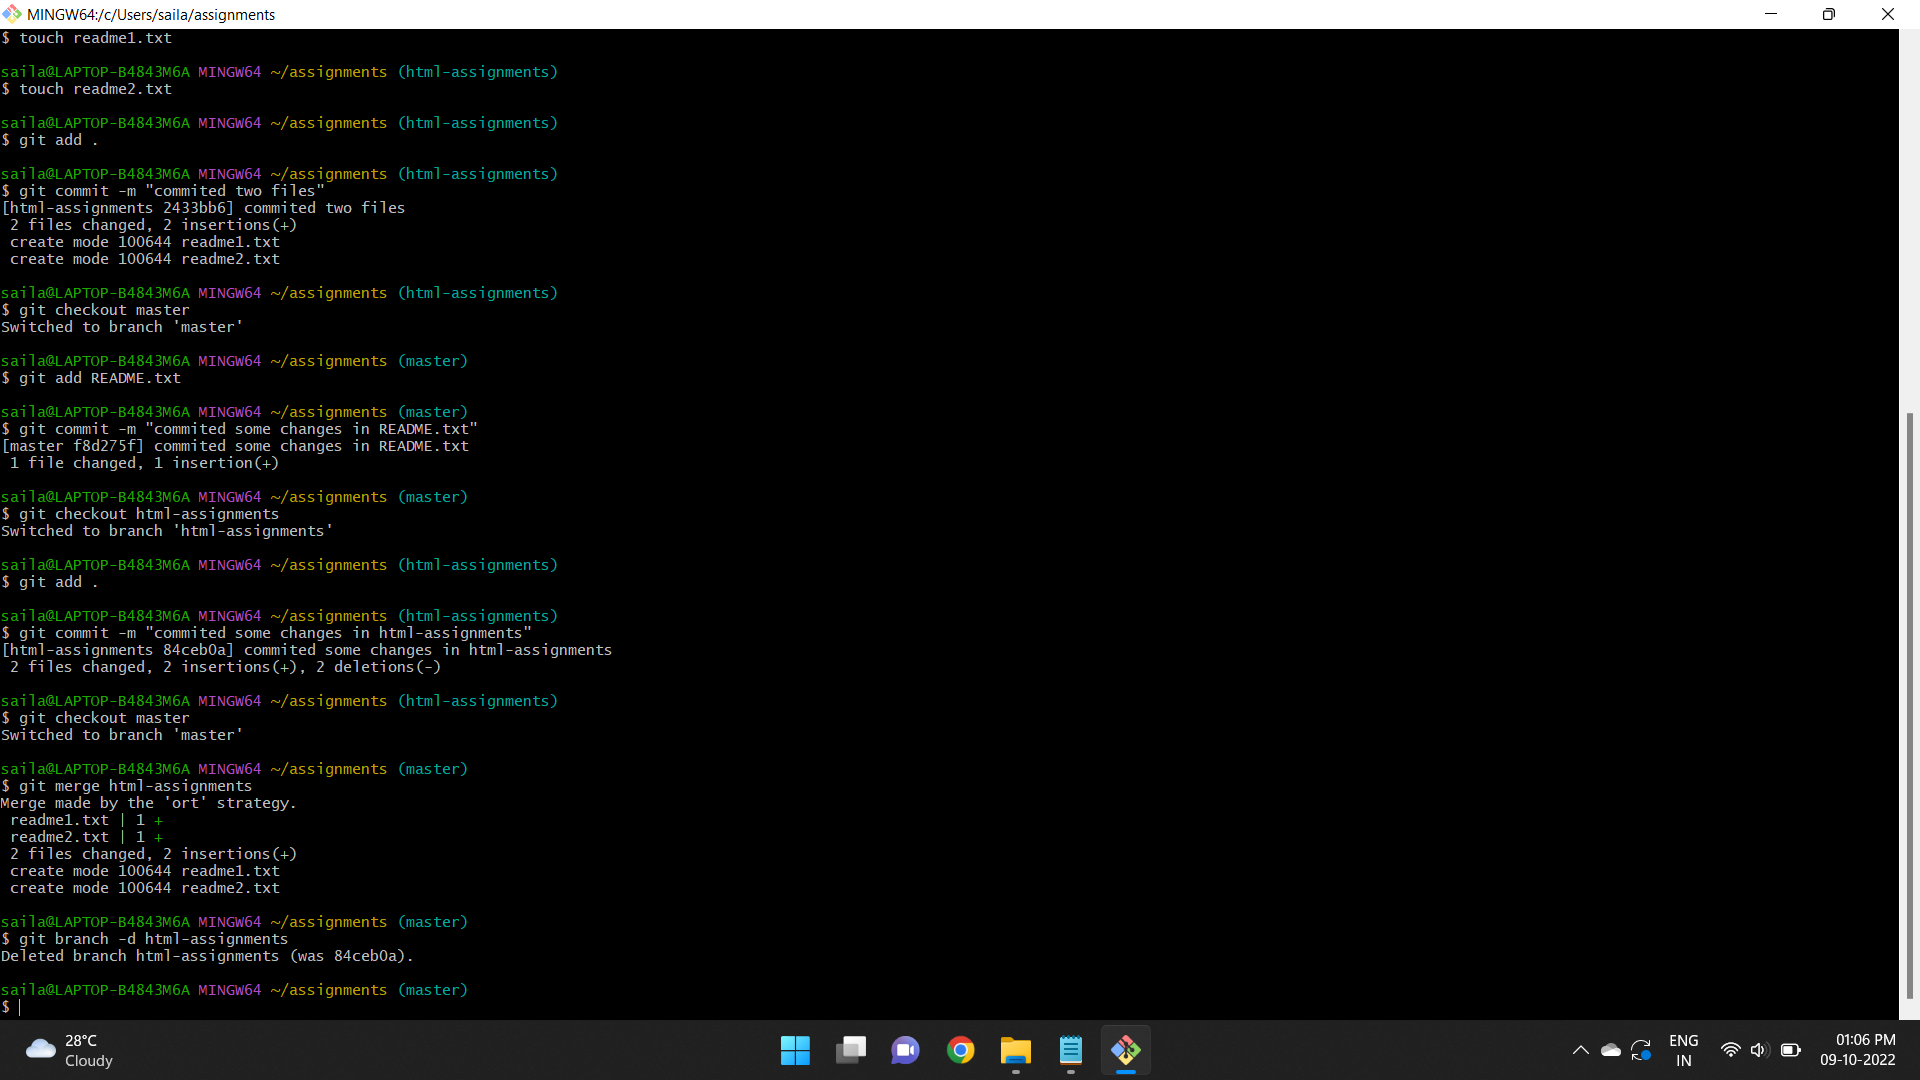 MINGW64:/c/Users/saila/assignments
$ touch readme1.txt
saila@LAPTOP-B4843M6A MINGW64 ~/assignments (html-assignments)
$ touch readme2.txt
saila@LAPTOP-B4843M6A MINGW64 ~/assignments (html-assignments)
$ git add .
saila@LAPTOP-B4843M6A MINGW64 ~/assignments (html-assignments)
$ git commit -m "commited two files"
[html-assignments 2433bb6] commited two files
2 files changed, 2 insertions(+)
create mode 100644 readme1.txt
create mode 100644 readme2.txt
saila@LAPTOP-B4843M6A MINGW64 ~/assignments (html-assignments)
$ git checkout master
Switched to branch 'master'
saila@LAPTOP-B4843M6A MINGW64 ~/assignments (master)
$ git add README.txt
saila@LAPTOP-B4843M6A MINGW64 ~/assignments (master)
$ git commit -m "commited some changes in README.txt"
[master f8d275f] commited some changes in README.txt
1 file changed, 1 insertion(+)
saila@LAPTOP-B4843M6A MINGW64 ~/assignments (master)
$ git checkout html-assignments
Switched to branch 'html-assignments'
saila@LAPTOP-B4843M6A MINGW64 ~/assignments (html-assignments)
$ git add .
saila@LAPTOP-B4843M6A MINGW64 ~/assignments (html-assignments)
$ git commit -m "commited some changes in html-assignments"
[html-assignments 84ceb0a] commited some changes in html-assignments
2 files changed, 2 insertions(+), 2 deletions(-)
saila@LAPTOP-B4843M6A MINGW64 ~/assignments (html-assignments)
$ git checkout master
Switched to branch 'master'
saila@LAPTOP-B4843M6A MINGW64 ~/assignments (master)
$ git merge html-assignments
Merge made by the 'ort' strategy.
readme1.txt | 1 +
readme2.txt | 1 +
2 files changed, 2 insertions(+)
create mode 100644 readme1.txt
create mode 100644 readme2.txt
saila@LAPTOP-B4843M6A MINGW64 ~/assignments (master)
$ git branch -d html-assignments
Deleted branch html-assignments (was 84ceb0a).
saila@LAPTOP-B4843M6A MINGW64 ~/assignments (master)
$
28°C
Cloudy
ENG
IN
01:06 PM
09-10-2022